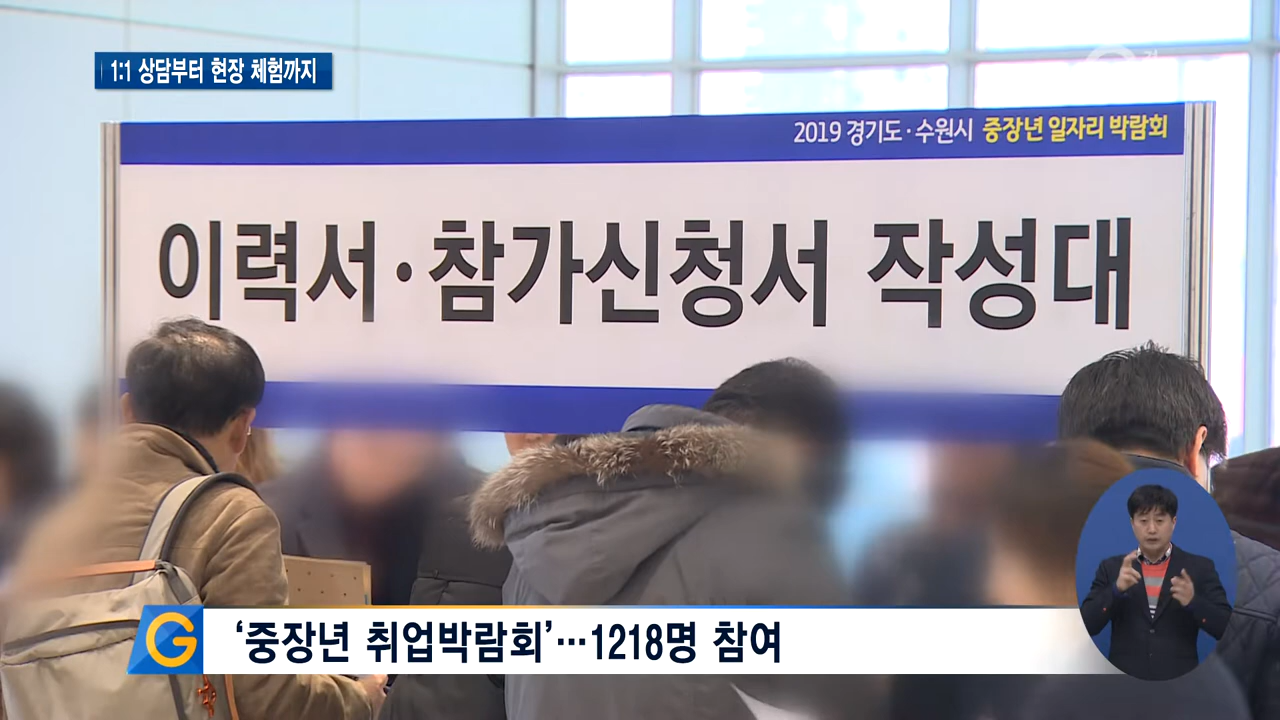 1:1 상담부터 현장 체험까지
2019 경기도·수원시 중장년 일자리 박람회
이력서·참가신청서 작성대
G ‘중장년 취업박람회’…1218명 참여